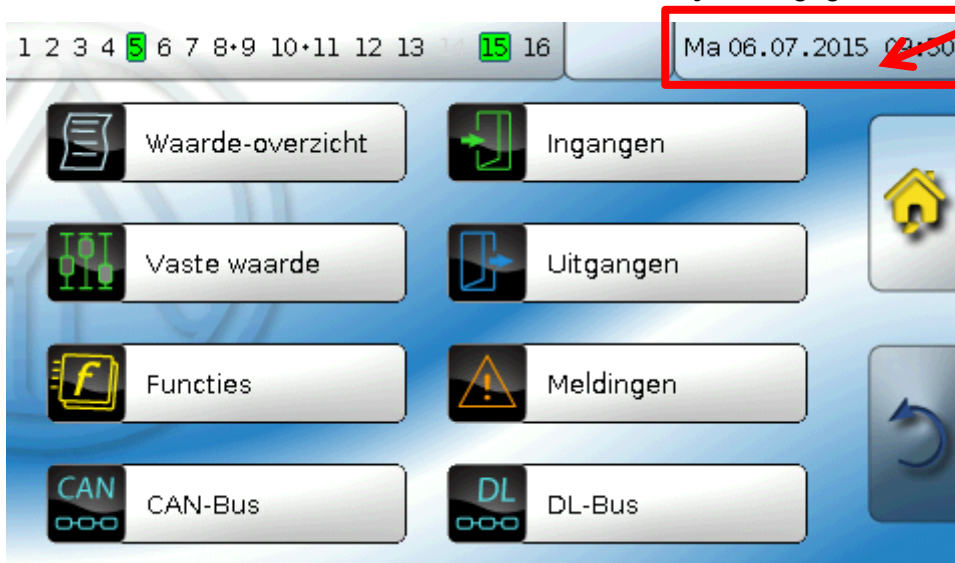 1 2 3 4 5 6 7 8•9 10•11 12 13 14 15 16
Ma 06.07.2015
Waarde-overzicht
Ingangen
Vaste waarde
Uitgangen
Functies
Meldingen
CAN
CAN-Bus
DL
DL-Bus